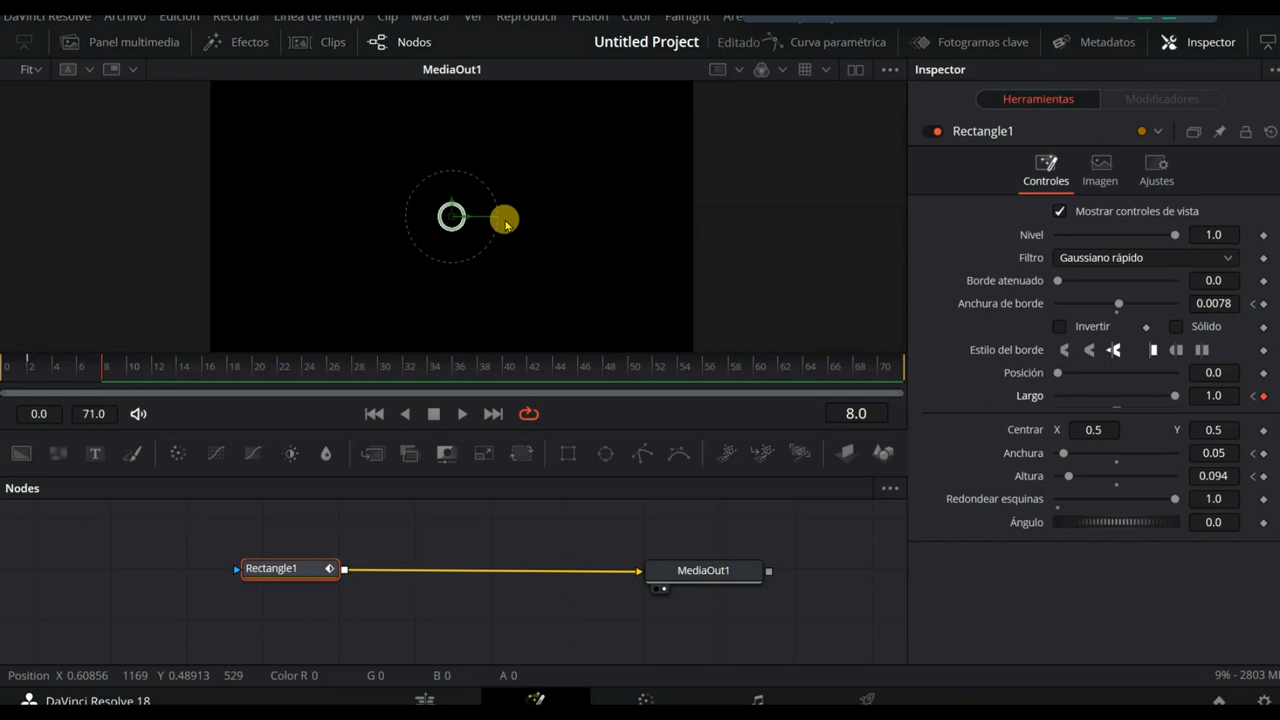 DaVinci Resolve Archivo Edición Recortar Línea de tiempo Clip Marcar Ver Reproducir Fusion Color Fairlight
Panel multimedia Efectos Clips Nodos Untitled Project Editado Curva paramétrica Fotogramas clave Metadatos Inspector
Fit A MediaOut1 Inspector
Herramientas Modificadores
Rectangle1
Controles Imagen Ajustes
Mostrar controles de vista
Nivel 1.0
Filtro Gaussiano rápido
Borde atenuado 0.0
Anchura de borde 0.0078
Invertir Sólido
Estilo del borde
Posición 0.0
Largo 1.0
Centrar X 0.5 Y 0.5
Anchura 0.05
Altura 0.094
Redondear esquinas 1.0
Ángulo 0.0
0 2 4 6 8 10 12 14 16 18 20 22 24 26 28 30 32 34 36 38 40 42 44 46 48 50 52 54 56 58 60 62 64 66 68 70
0.0 71.0 8.0
T
Nodes
Rectangle1 MediaOut1
Position X 0.60856 1169 Y 0.48913 529 Color R 0 G 0 B 0 A 0 9% - 2803 M
DaVinci Resolve 18